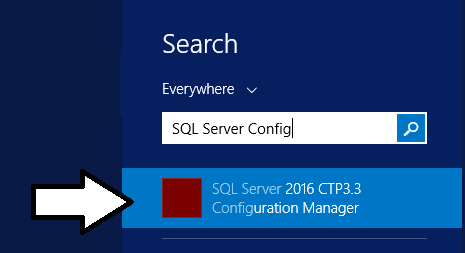 Search
Everywhere
SQL Server Config
SQL Server 2016 CTP3.3
Configuration Manager